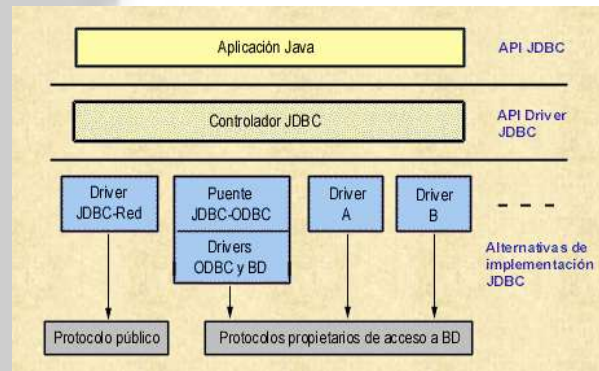 Aplicación Java
API JDBC
Controlador JDBC
API Driver
JDBC
Driver
JDBC-Red
Puente
JDBC-ODBC
Drivers
ODBC y BD
Driver
A
Driver
B
Alternativas de
implementación
JDBC
Protocolo público
Protocolos propietarios de acceso a BD